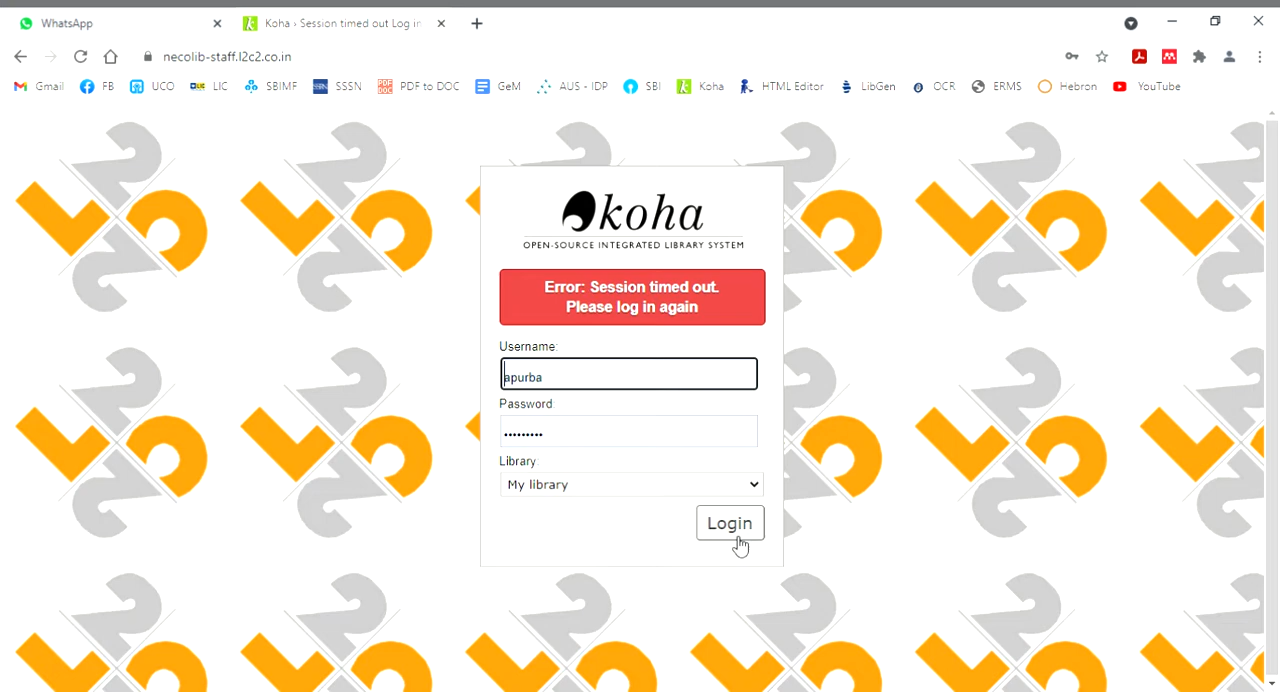 WhatsApp
Koha › Session timed out Log in
necolib-staff.l2c2.co.in
Gmail FB UCO LIC SBIMF SSSN PDF to DOC GeM AUS - IDP SBI Koha HTML Editor LibGen OCR ERMS Hebron YouTube
koha
OPEN-SOURCE INTEGRATED LIBRARY SYSTEM
Error: Session timed out.
Please log in again
Username:
apurba
Password:
•••••••••
Library:
My library
Login